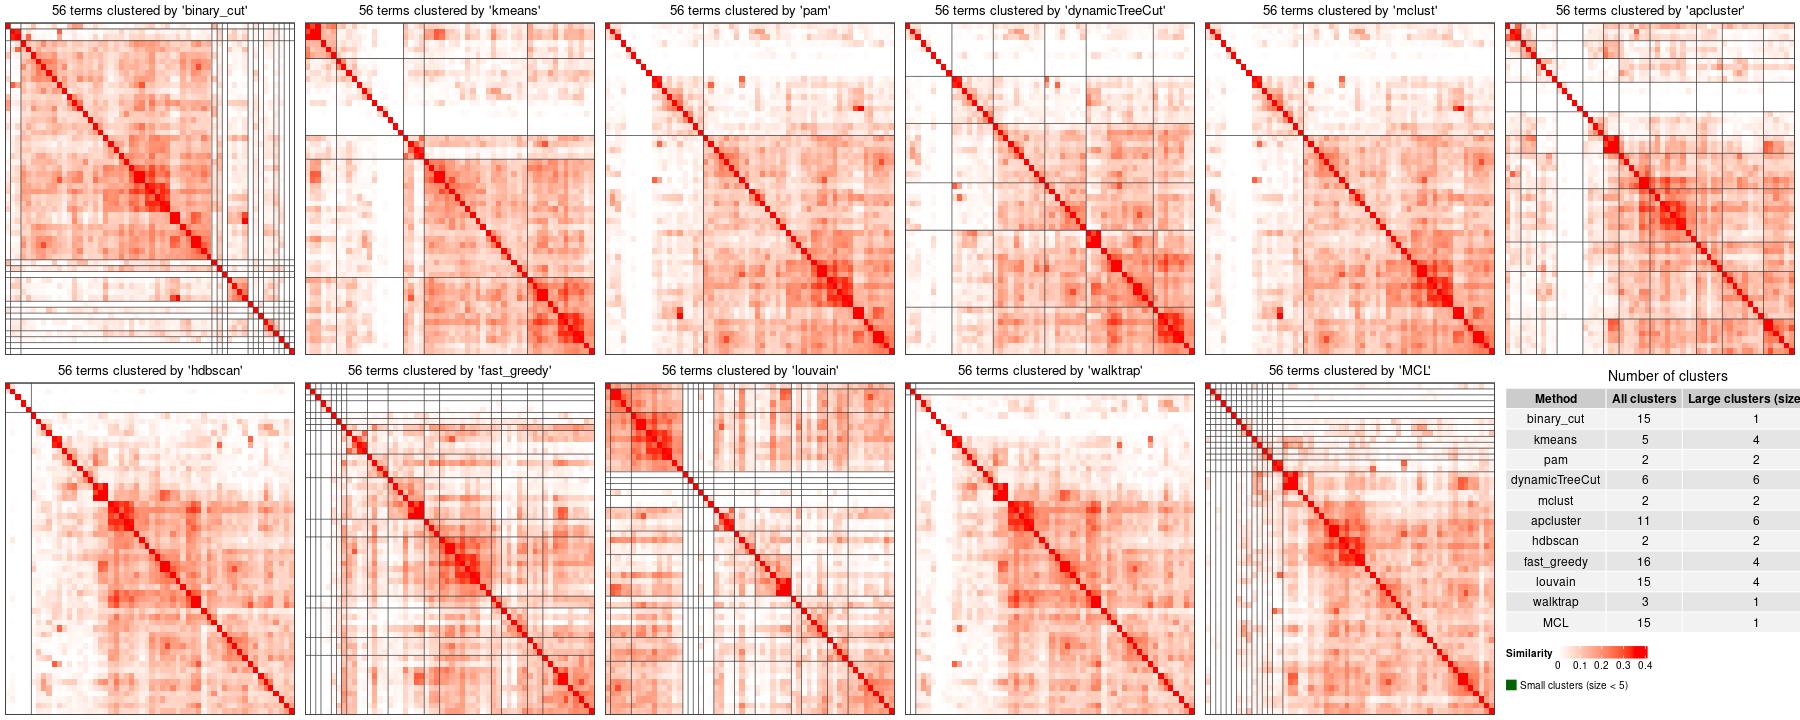 56 terms clustered by 'binary_cut'
56 terms clustered by 'kmeans'
56 terms clustered by 'pam'
56 terms clustered by 'dynamicTreeCut'
56 terms clustered by 'mclust'
56 terms clustered by 'apcluster'
56 terms clustered by 'hdbscan'
56 terms clustered by 'fast_greedy'
56 terms clustered by 'louvain'
56 terms clustered by 'walktrap'
56 terms clustered by 'MCL'
Number of clusters
Method All clusters Large clusters (size
binary_cut 15 1
kmeans 5 4
pam 2 2
dynamicTreeCut 6 6
mclust 2 2
apcluster 11 6
hdbscan 2 2
fast_greedy 16 4
louvain 15 4
walktrap 3 1
MCL 15 1
Similarity
0 0.1 0.2 0.3 0.4
Small clusters (size < 5)